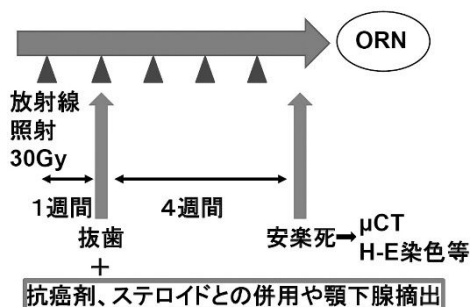 ORN
放射線
照射
30Gy
1週間
4週間
抜歯
安楽死
μCT
H-E染色等
+
抗癌剤、ステロイドとの併用や顎下腺摘出